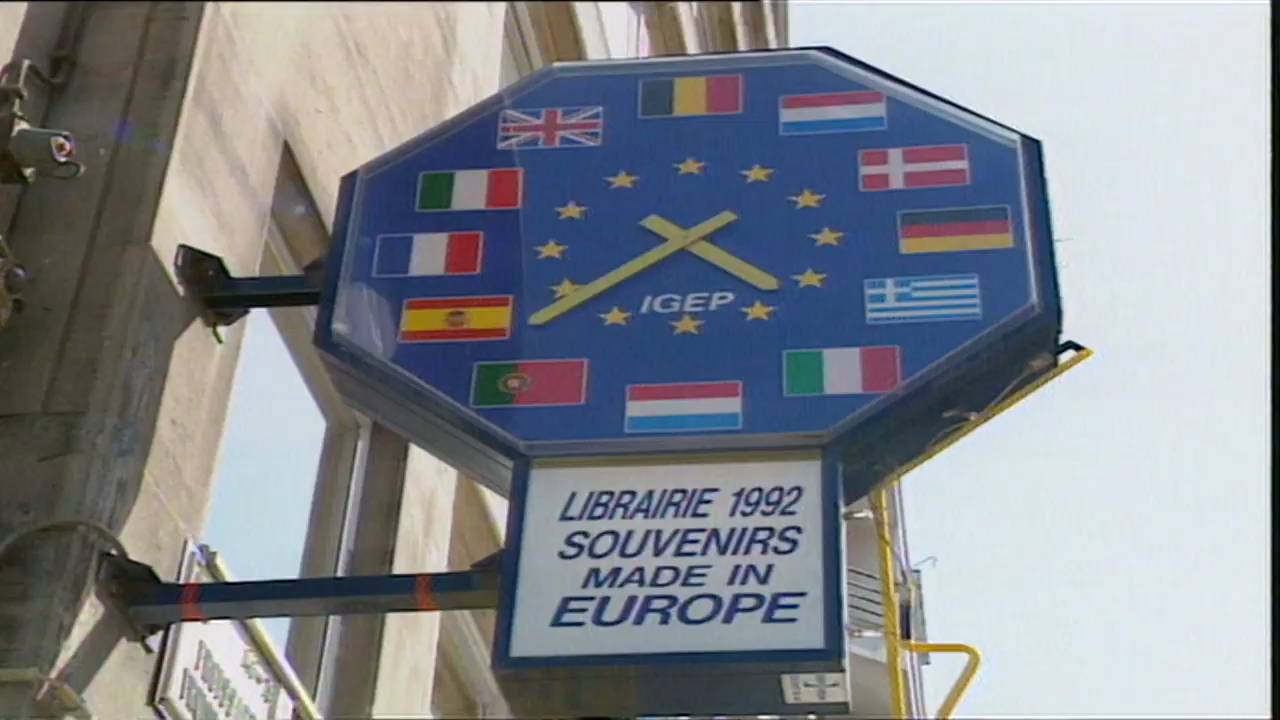 IGEP
LIBRAIRIE 1992
SOUVENIRS
MADE IN
EUROPE